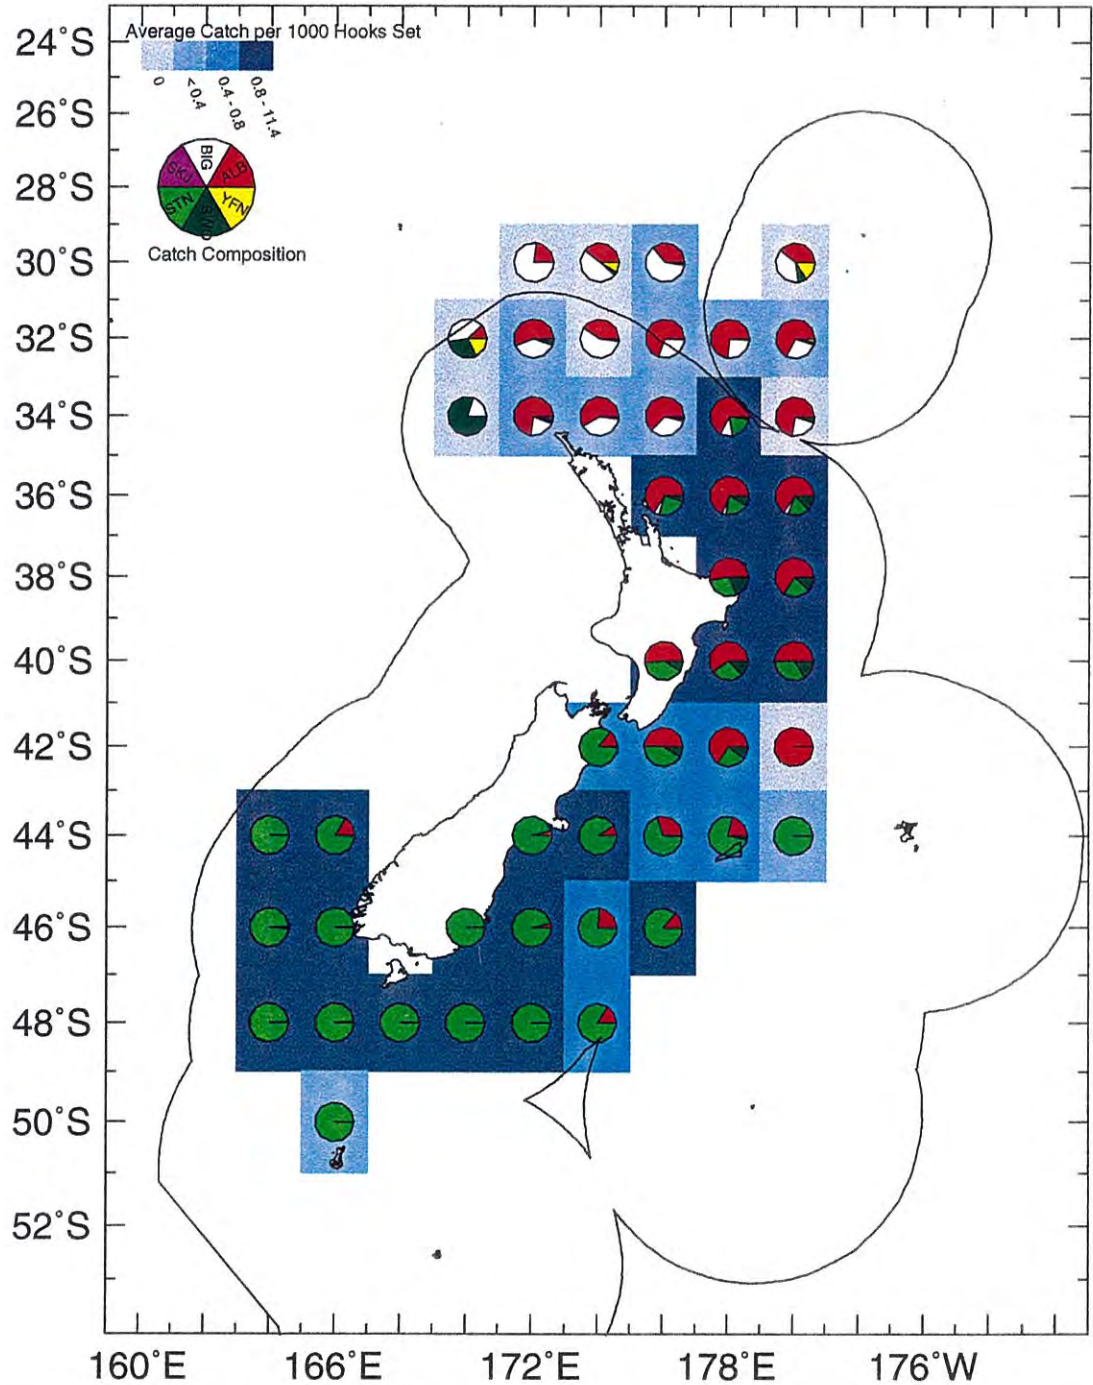 24°S
26°S
28°S
30°S
32°S
34°S
36°S
38°S
40°S
42°S
44°S
46°S
48°S
50°S
52°S
Average Catch per 1000 Hooks Set
0
<0.4
0.4 - 0.8
0.8 - 11.4
BIG
ALB
YFN
SWO
STN
SKJ
Catch Composition
160°E
166°E
172°E
178°E
176°W